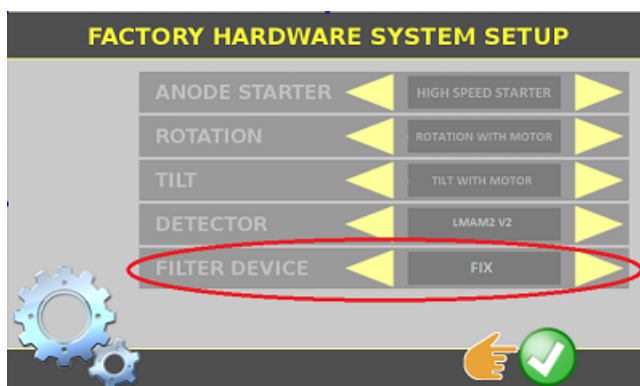 FACTORY HARDWARE SYSTEM SETUP
ANODE STARTER HIGH SPEED STARTER
ROTATION ROTATION WITH MOTOR
TILT TILT WITH MOTOR
DETECTOR LMAM2 V2
FILTER DEVICE FIX